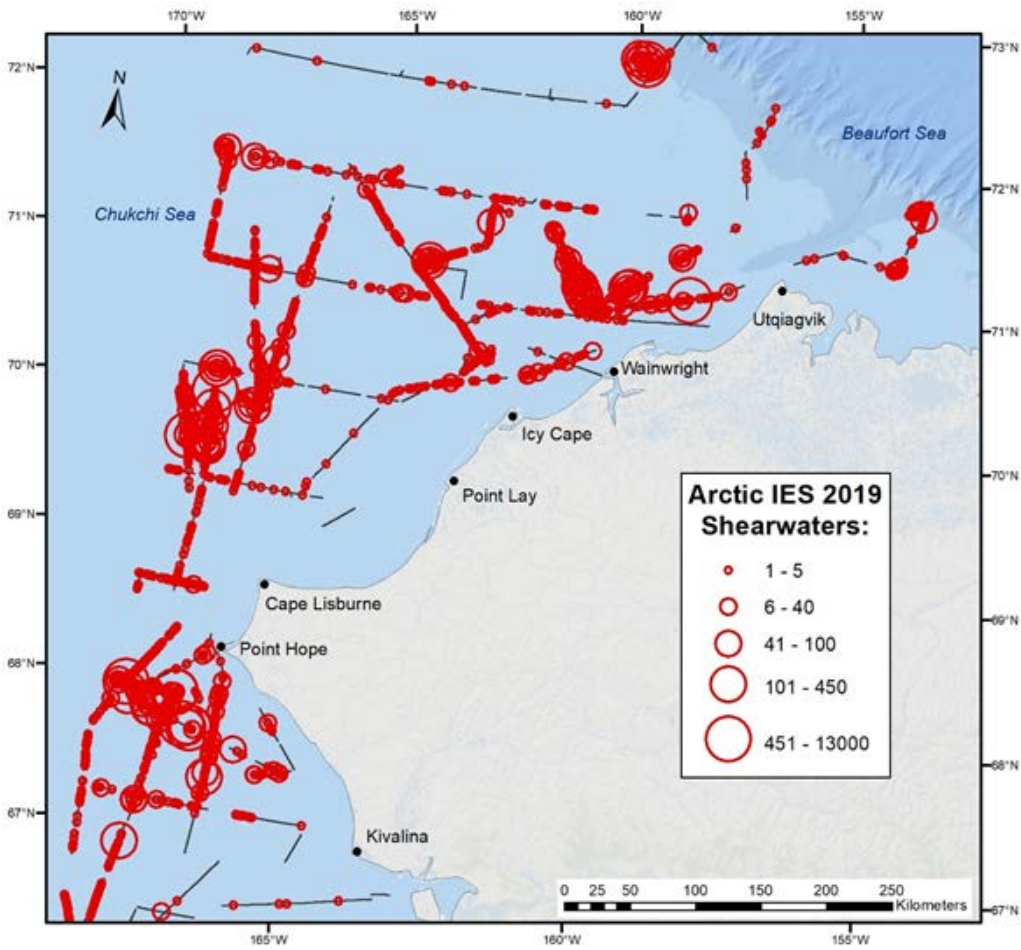 170°W
165°W
160°W
155°W
72°N
73°N
N
Beaufort Sea
72°N
71°N
Chukchi Sea
Utqiagvik
71°N
70°N
Wainwright
Icy Cape
70°N
Point Lay
Arctic IES 2019
Shearwaters:
69°N
1 - 5
Cape Lisburne
6 - 40
69°N
Point Hope
41 - 100
68°N
101 - 450
451 - 13000
68°N
67°N
Kivalina
0 25 50 100 150 200 250
Kilometers
67°N
165°W
160°W
155°W